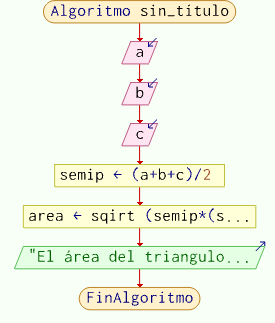 Algoritmo sin_titulo
a
b
c
semip ← (a+b+c)/2
area ← sqirt (semip*(s...
"El área del triangulo...
FinAlgoritmo